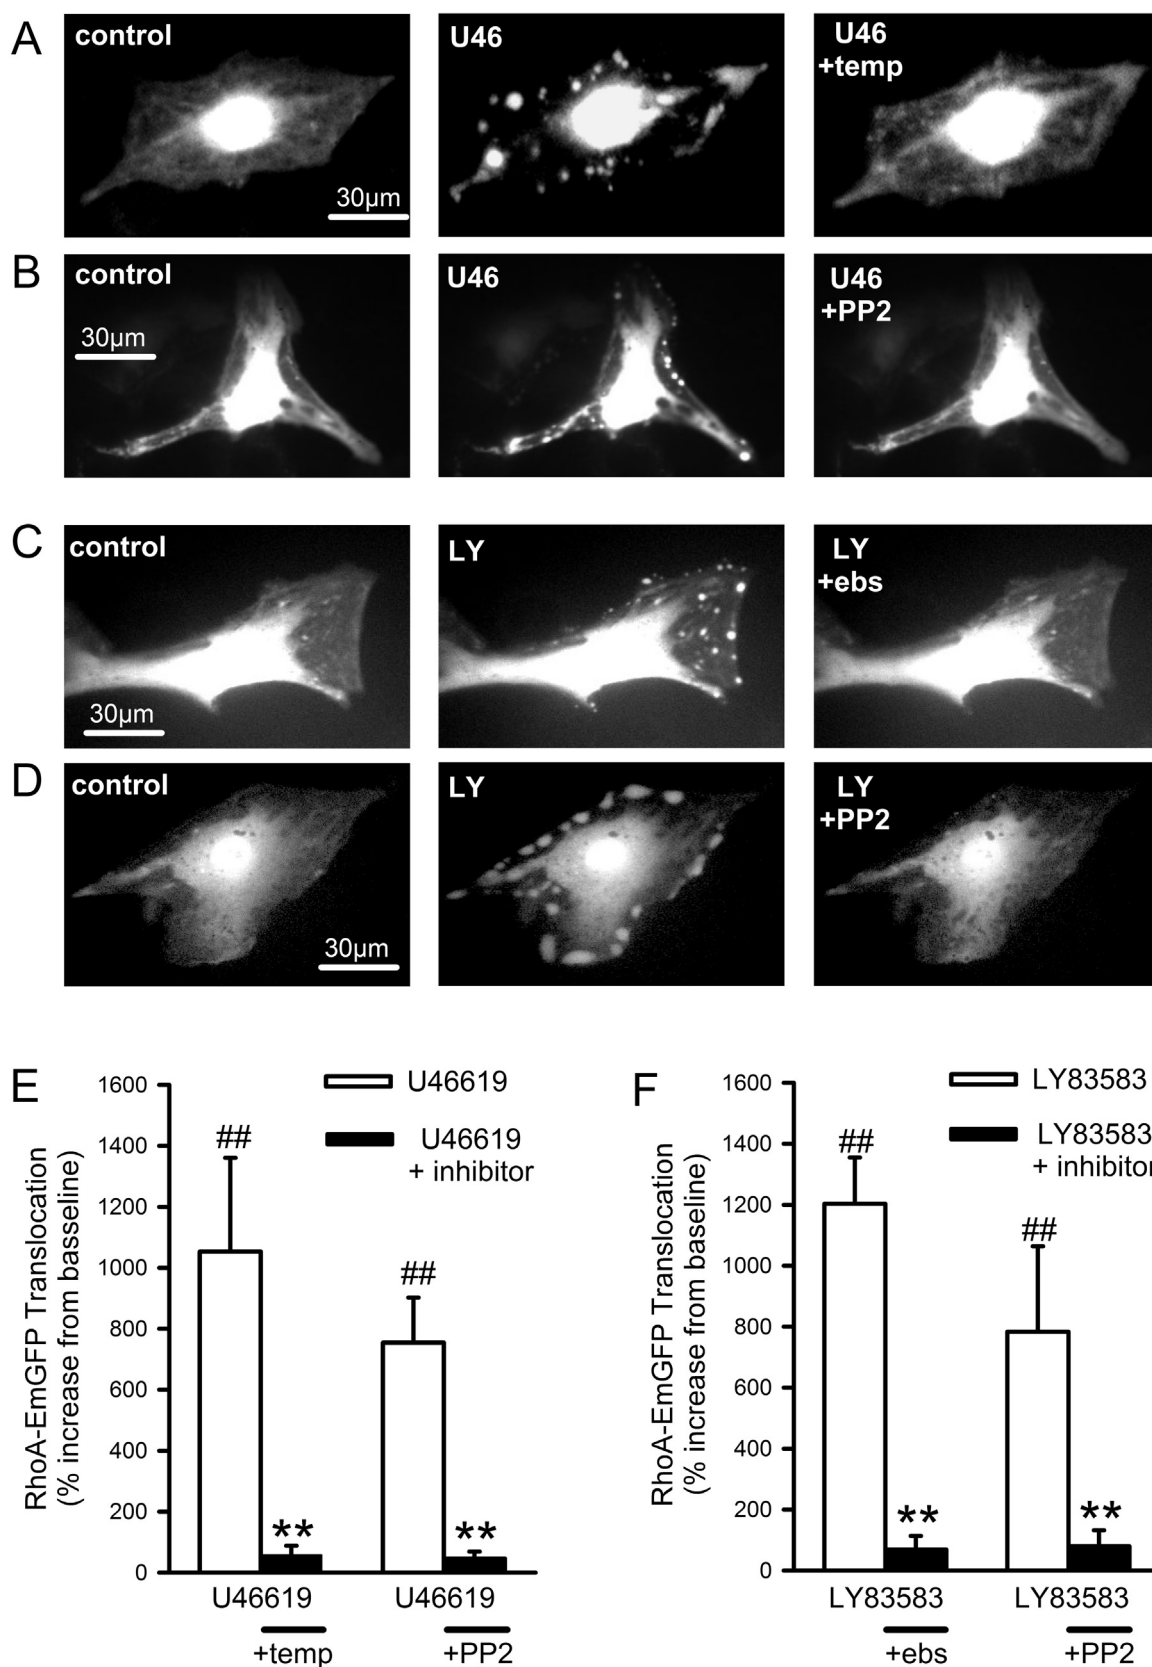 A
control
30µm
U46
U46
+temp
B
control
30µm
U46
U46
+PP2
C
control
30µm
LY
LY
+ebs
D
control
30µm
LY
LY
+PP2
E
RhoA-EmGFP Translocation
(% increase from basseline)
1600
1400
1200
1000
800
600
400
200
0
U46619
U46619
+ inhibitor
##
**
##
**
U46619
+temp
U46619
+PP2
F
RhoA-EmGFP Translocation
(% increase from baseline)
1600
1400
1200
1000
800
600
400
200
0
LY83583
LY83583
+ inhibitor
##
**
##
**
LY83583
+ebs
LY83583
+PP2